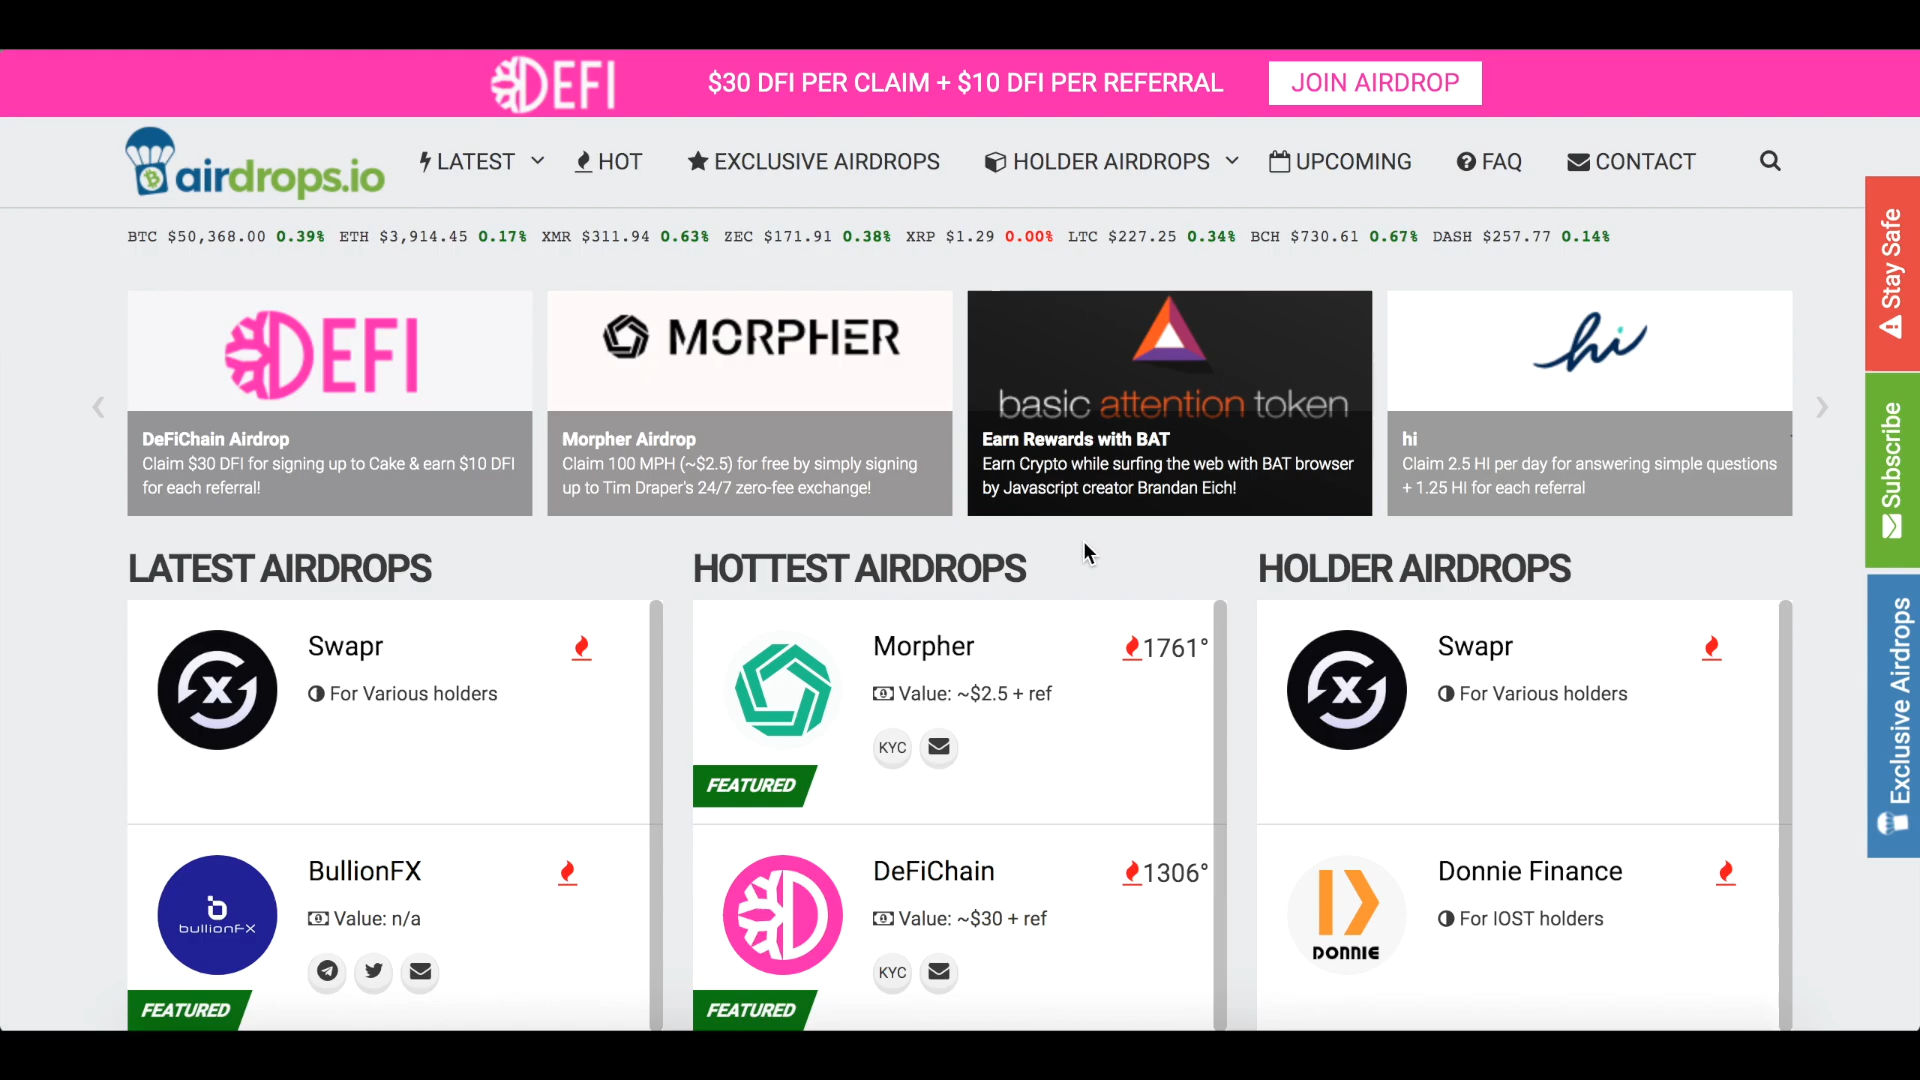 DEFI
$30 DFI PER CLAIM + $10 DFI PER REFERRAL
JOIN AIRDROP
airdrops.io
LATEST
HOT
EXCLUSIVE AIRDROPS
HOLDER AIRDROPS
UPCOMING
FAQ
CONTACT
BTC $50,368.00 0.39% ETH $3,914.45 0.17% XMR $311.94 0.63% ZEC $171.91 0.38% XRP $1.29 0.00% LTC $227.25 0.34% BCH $730.61 0.67% DASH $257.77 0.14%
DEFI
DeFiChain Airdrop
Claim $30 DFI for signing up to Cake & earn $10 DFI
for each referral!
MORPHER
Morpher Airdrop
Claim 100 MPH (~$2.5) for free by simply signing
up to Tim Draper's 24/7 zero-fee exchange!
basic attention token
Earn Rewards with BAT
Earn Crypto while surfing the web with BAT browser
by Javascript creator Brandan Eich!
hi
hi
Claim 2.5 HI per day for answering simple questions
+ 1.25 HI for each referral
Stay Safe
Subscribe
Exclusive Airdrops
LATEST AIRDROPS
Swapr
For Various holders
BullionFX
bullionFX
Value: n/a
FEATURED
HOTTEST AIRDROPS
Morpher
1761°
Value: ~$2.5 + ref
KYC
FEATURED
DeFiChain
1306°
Value: ~$30 + ref
KYC
FEATURED
HOLDER AIRDROPS
Swapr
For Various holders
Donnie Finance
DONNIE
For IOST holders